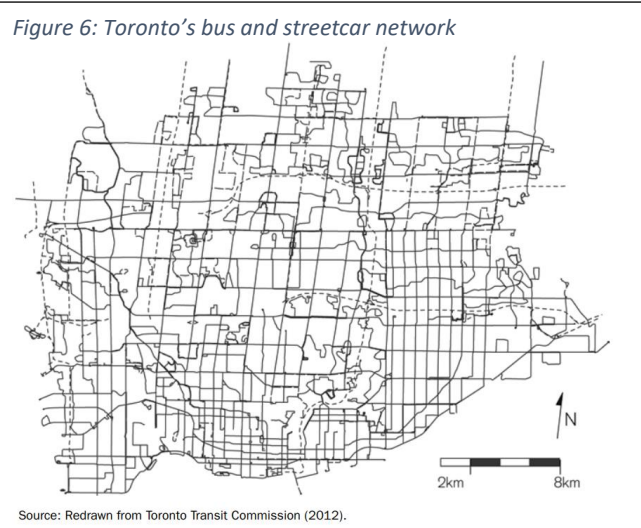 Figure 6: Toronto's bus and streetcar network
N
2km 8km
Source: Redrawn from Toronto Transit Commission (2012).